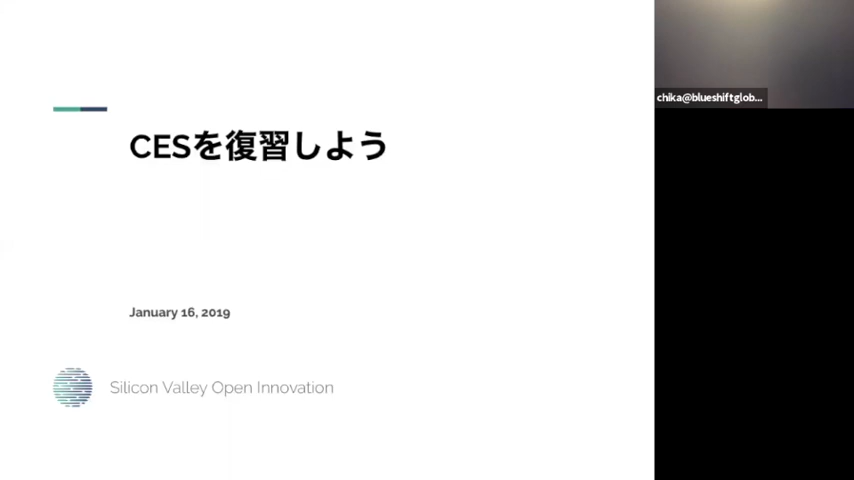 CESを復習しよう
January 16, 2019
Silicon Valley Open Innovation
chika@blueshiftglob...